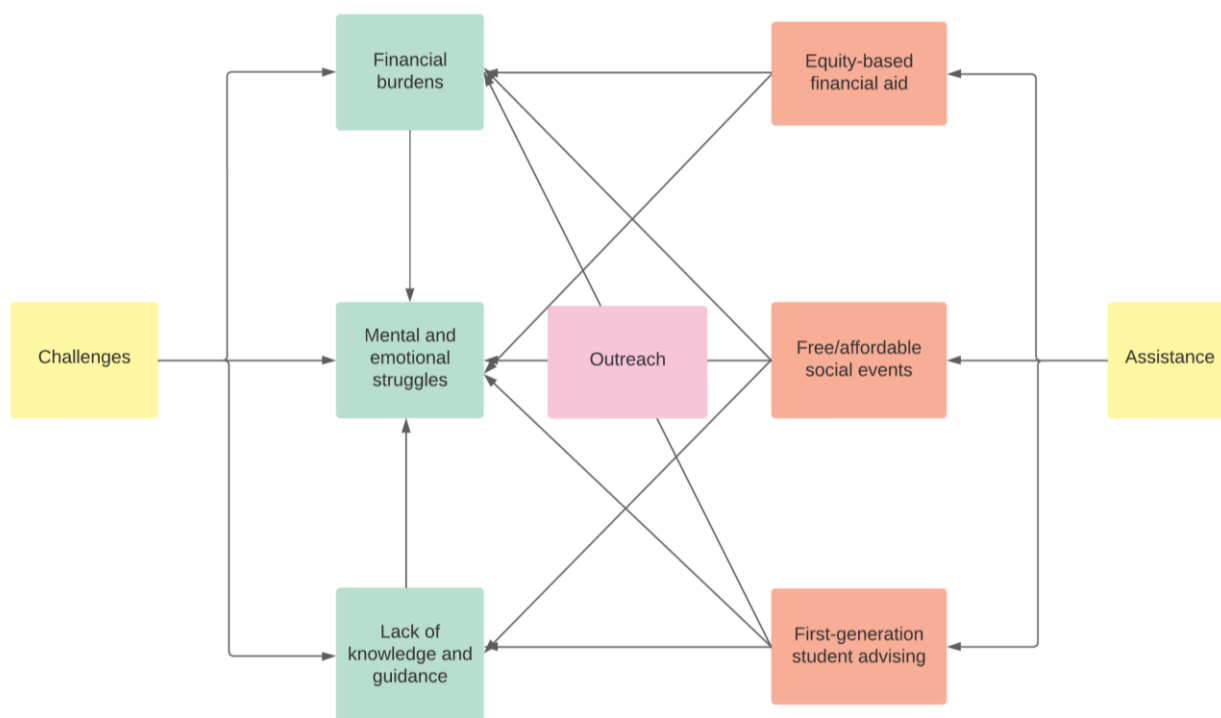 Financial
burdens
Equity-based
financial aid
Challenges
Mental and
emotional
struggles
Outreach
Free/affordable
social events
Assistance
Lack of
knowledge and
guidance
First-generation
student advising